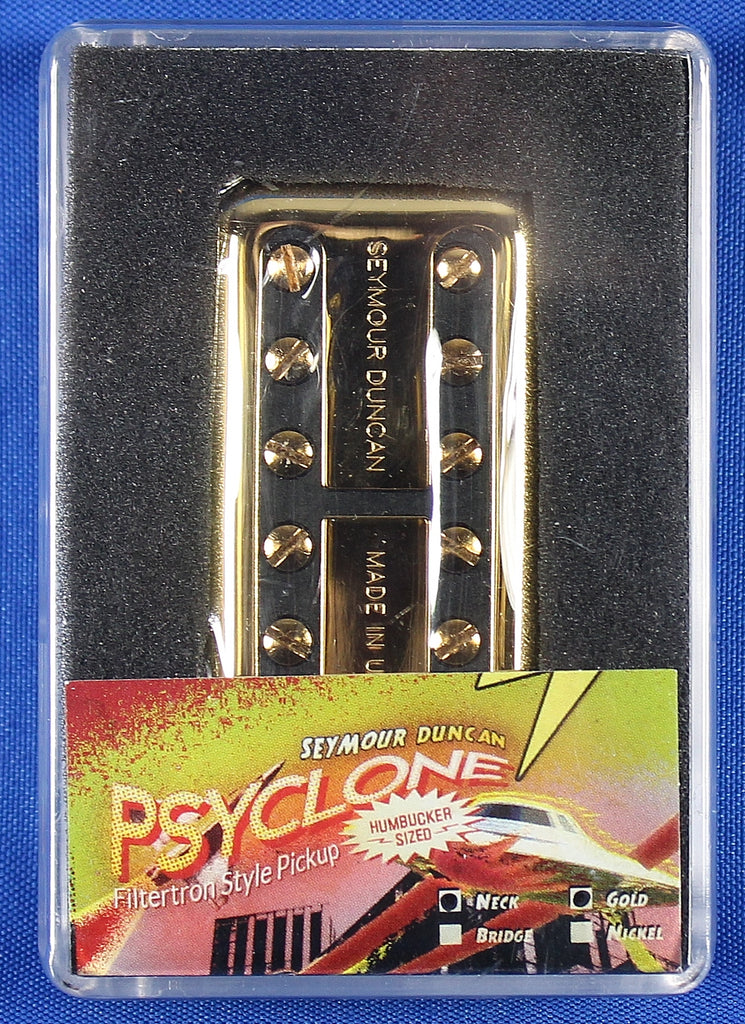 SEYMOUR DUNCAN
MADE IN U
SEYMOUR DUNCAN
PSYCLONE
HUMBUCKER
SIZED
Filtertron Style Pickup
NECK
GOLD
BRIDGE
NICKEL